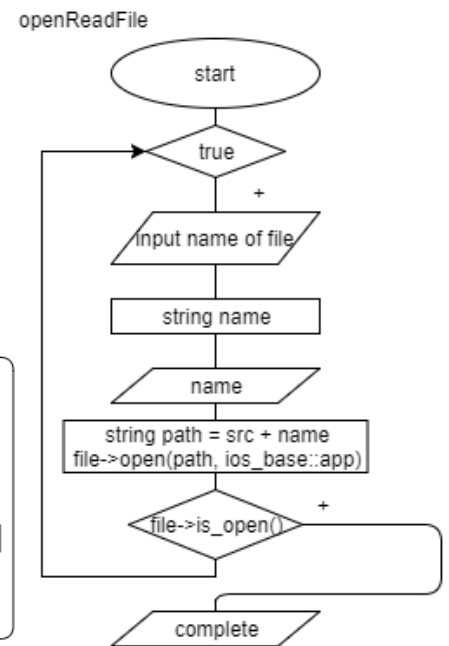 openReadFile
start
true
+
input name of file
string name
name
string path = src + name
file->open(path, ios_base::app)
file->is_open()
+
complete